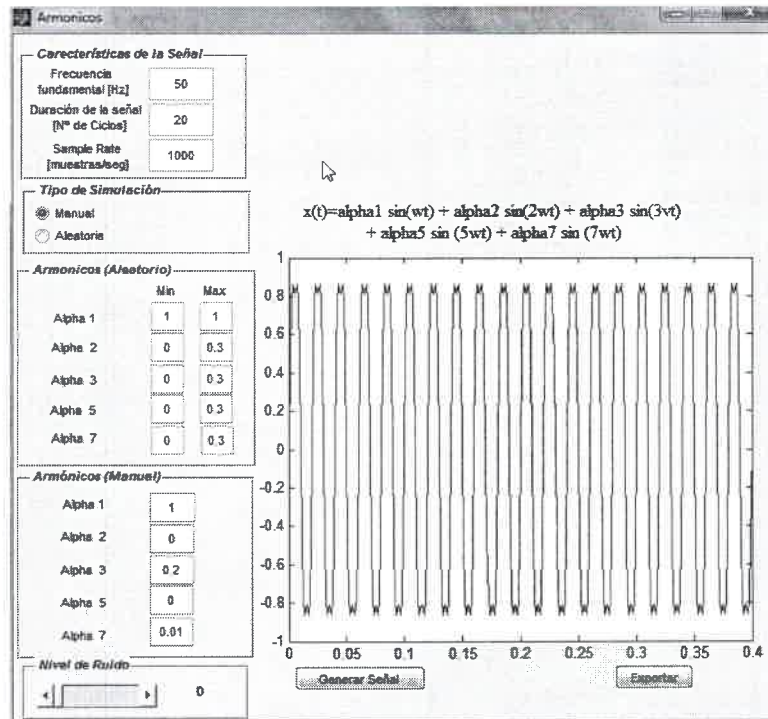 Armonicos
Carecterísticas de la Señal
Frecuencia
fundamental [Hz]
50
Duración de la señal
[Nº de Ciclos]
20
Sample Rate
[muestras/seg]
1000
Tipo de Simulación
Manual
Aleatoria
Armonicos (Aleatorio)
Min Max
Alpha 1 1 1
Alpha 2 0 0.3
Alpha 3 0 0.3
Alpha 5 0 0.3
Alpha 7 0 0.3
Armónicos (Manual)
Alpha 1 1
Alpha 2 0
Alpha 3 0.2
Alpha 5 0
Alpha 7 0.01
Nivel de Ruido
0
x(t)=alpha1 sin(wt) + alpha2 sin(2wt) + alpha3 sin(3wt)
+ alpha5 sin (5wt) + alpha7 sin (7wt)
1
0.8
0.6
0.4
0.2
0
-0.2
-0.4
-0.6
-0.8
-1
0 0.05 0.1 0.15 0.2 0.25 0.3 0.35 0.4
Generar Señal
Exportar